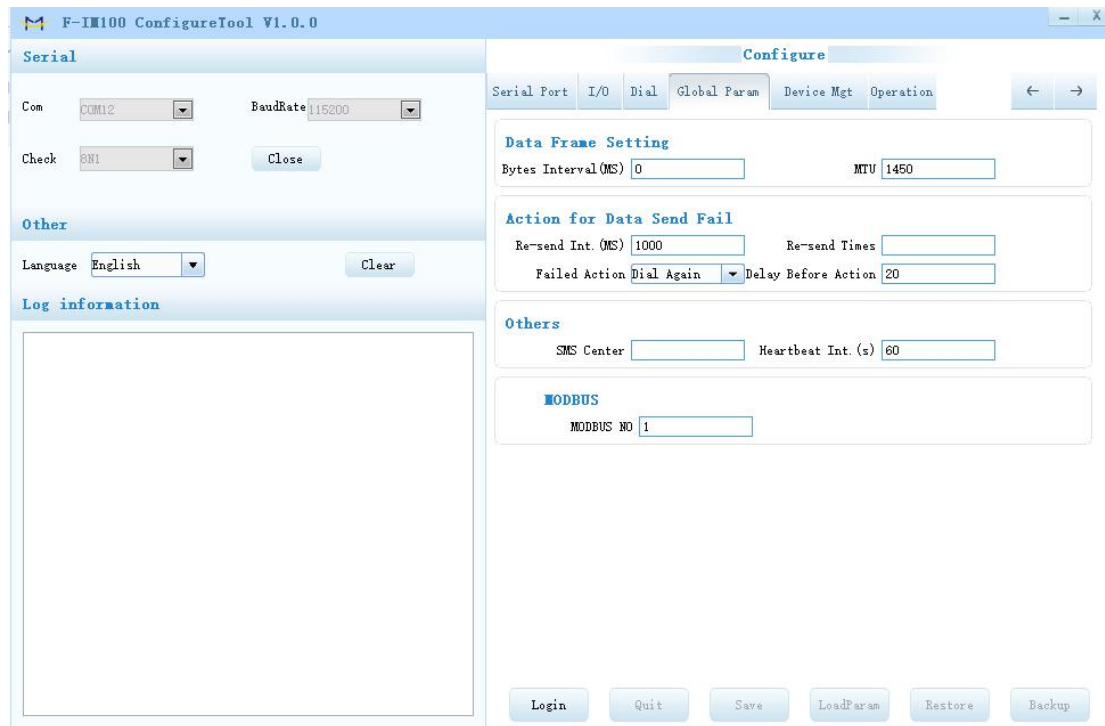 F-IM100 ConfigureTool V1.0.0
Serial
Com COM12 BaudRate 115200
Check 8N1 Close
Other
Language English Clear
Log information
Configure
Serial Port I/O Dial Global Param Device Mgt Operation ← →
Data Frame Setting
Bytes Interval(MS) 0 MTU 1450
Action for Data Send Fail
Re-send Int.(MS) 1000 Re-send Times
Failed Action Dial Again Delay Before Action 20
Others
SMS Center Heartbeat Int.(s) 60
MODBUS
MODBUS NO 1
Login Quit Save LoadParam Restore Backup